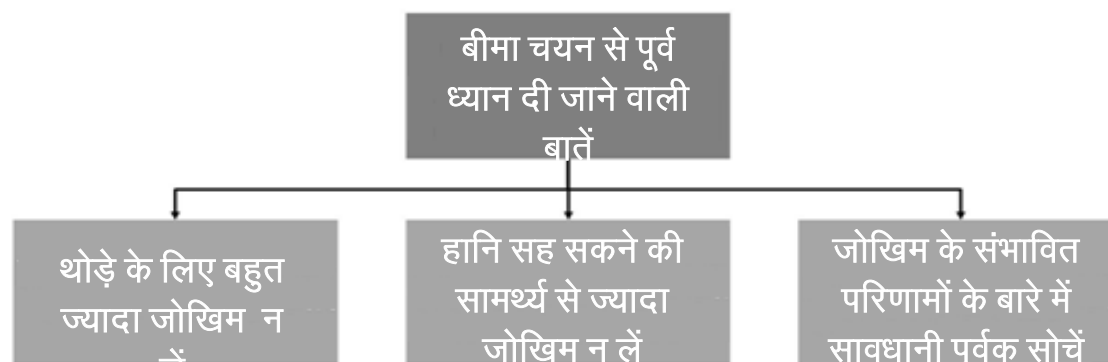 बीमा चयन से पूर्व
ध्यान दी जाने वाली
बातें
थोड़े के लिए बहुत
ज्यादा जोखिम न
हानि सह सकने की
सामर्थ्य से ज्यादा
जोखिम न लें
जोखिम के संभावित
परिणामों के बारे में
सावधानी पूर्वक सोचें